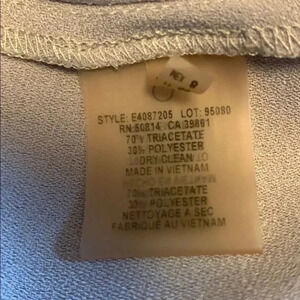 STYLE: E4087205 LOT: 95080
RN 50814 CA 39861
70% TRIACETATE
30% POLYESTER
DRY CLEAN
MADE IN VIETNAM
70% TRIACETATE
30% POLYESTER
NETTOYAGE A SEC
FABRIQUE AU VIETNAM